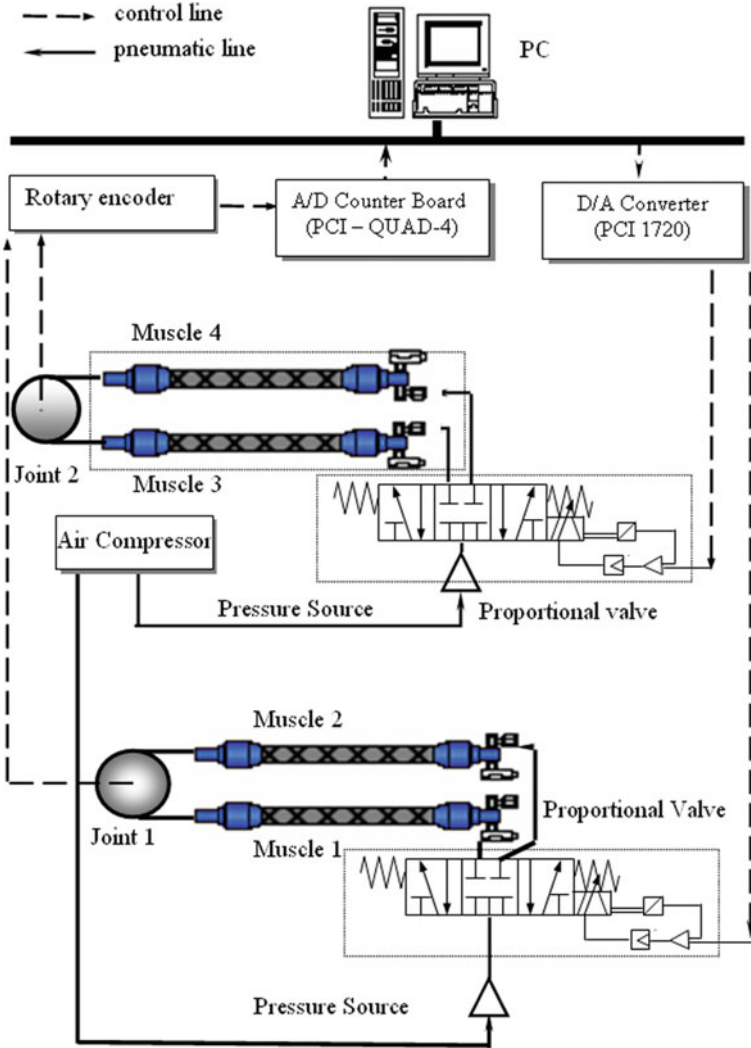 control line
pneumatic line
PC
Rotary encoder
A/D Counter Board
(PCI – QUAD-4)
D/A Converter
(PCI 1720)
Muscle 4
Joint 2
Muscle 3
Air Compressor
Pressure Source
Proportional valve
Muscle 2
Proportional Valve
Joint 1
Muscle 1
Pressure Source